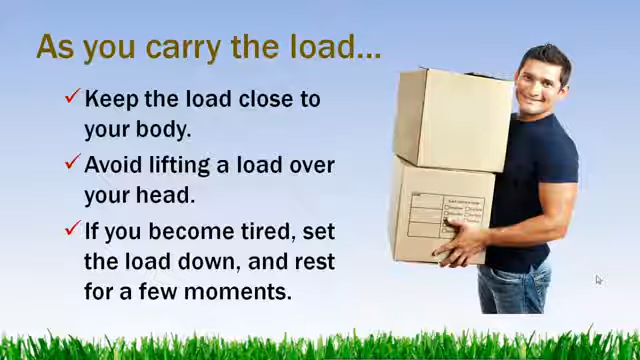 As you carry the load...
Keep the load close to
your body.
Avoid lifting a load over
your head.
If you become tired, set
the load down, and rest
for a few moments.